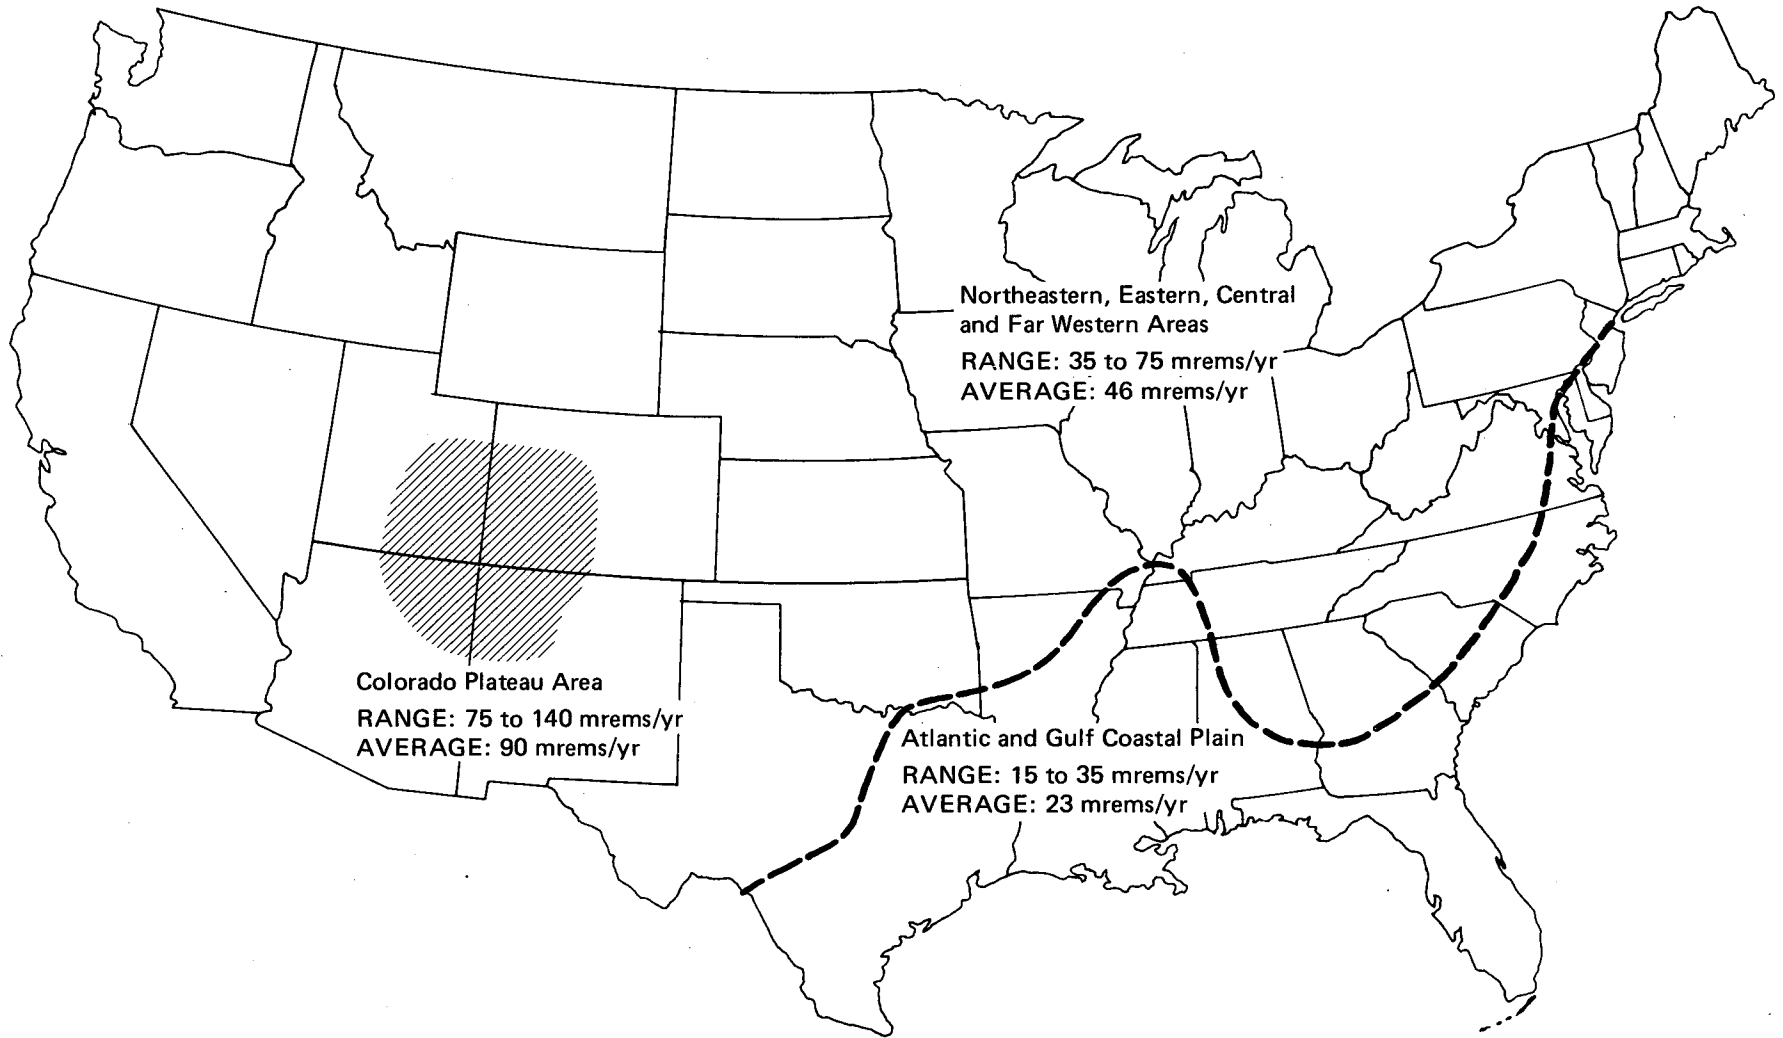 Northeastern, Eastern, Central
and Far Western Areas
RANGE: 35 to 75 mrems/yr
AVERAGE: 46 mrems/yr
Colorado Plateau Area
RANGE: 75 to 140 mrems/yr
AVERAGE: 90 mrems/yr
Atlantic and Gulf Coastal Plain
RANGE: 15 to 35 mrems/yr
AVERAGE: 23 mrems/yr